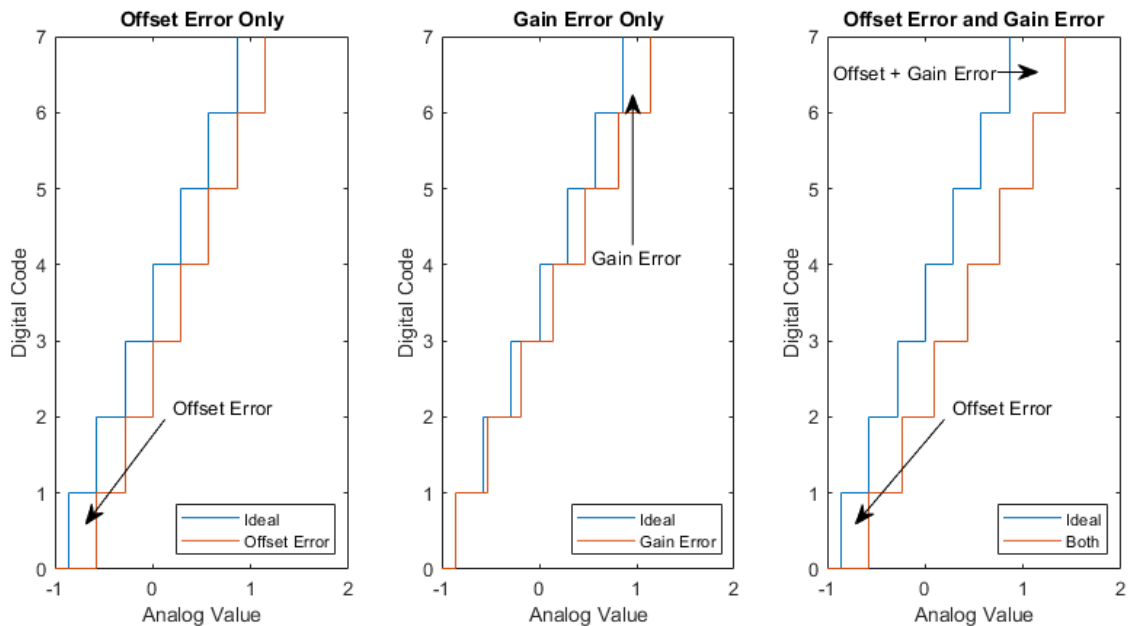 Offset Error Only
7
6
5
4
3
2
1
0
Digital Code
Offset Error
Ideal
Offset Error
-1
0
1
2
Analog Value
Gain Error Only
7
6
5
4
3
2
1
0
Digital Code
Gain Error
Ideal
Gain Error
-1
0
1
2
Analog Value
Offset Error and Gain Error
7
6
5
4
3
2
1
0
Digital Code
Offset + Gain Error
Offset Error
Ideal
Both
-1
0
1
2
Analog Value